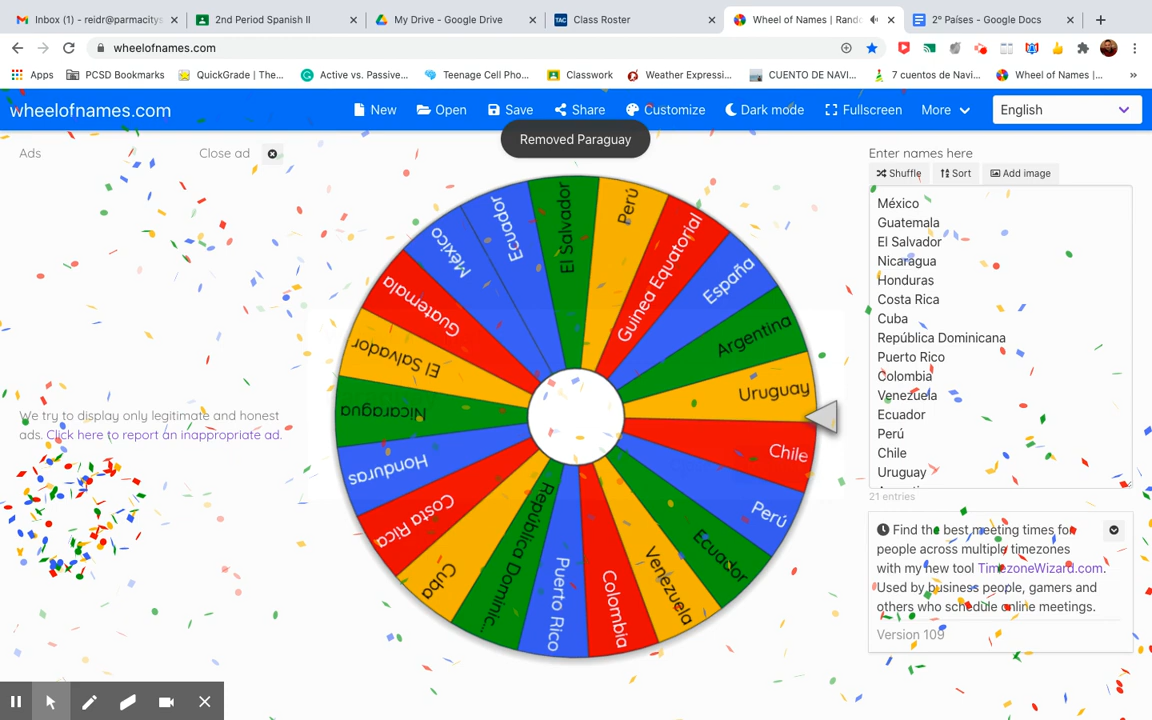 Inbox (1) - reidr@parmacitys
2nd Period Spanish II
My Drive - Google Drive
Class Roster
Wheel of Names | Rando
2° Países - Google Docs
wheelofnames.com
Apps
PCSD Bookmarks
QuickGrade | The...
Active vs. Passive...
Teenage Cell Pho...
Classwork
Weather Expressi...
CUENTO DE NAVI...
7 cuentos de Navi...
Wheel of Names |...
wheelofnames.com
New
Open
Save
Share
Customize
Dark mode
Fullscreen
More
English
Removed Paraguay
Ads
Close ad
Enter names here
Shuffle
Sort
Add image
México
Guatemala
El Salvador
Nicaragua
Honduras
Costa Rica
Cuba
República Dominicana
Puerto Rico
Colombia
Venezuela
Ecuador
Perú
Chile
Uruguay
21 entries
We try to display only legitimate and honest
ads. Click here to report an inappropriate ad.
El Salvador
Perú
Guinea Equatorial
España
Argentina
Uruguay
Chile
Perú
Ecuador
Venezuela
Colombia
Puerto Rico
República Dominic...
Cuba
Costa Rica
Honduras
Nicaragua
El Salvador
Guatemala
México
Ecuador
Find the best meeting times for
people across multiple timezones
with my new tool TimezoneWizard.com.
Used by business people, gamers and
others who schedule online meetings.
Version 109